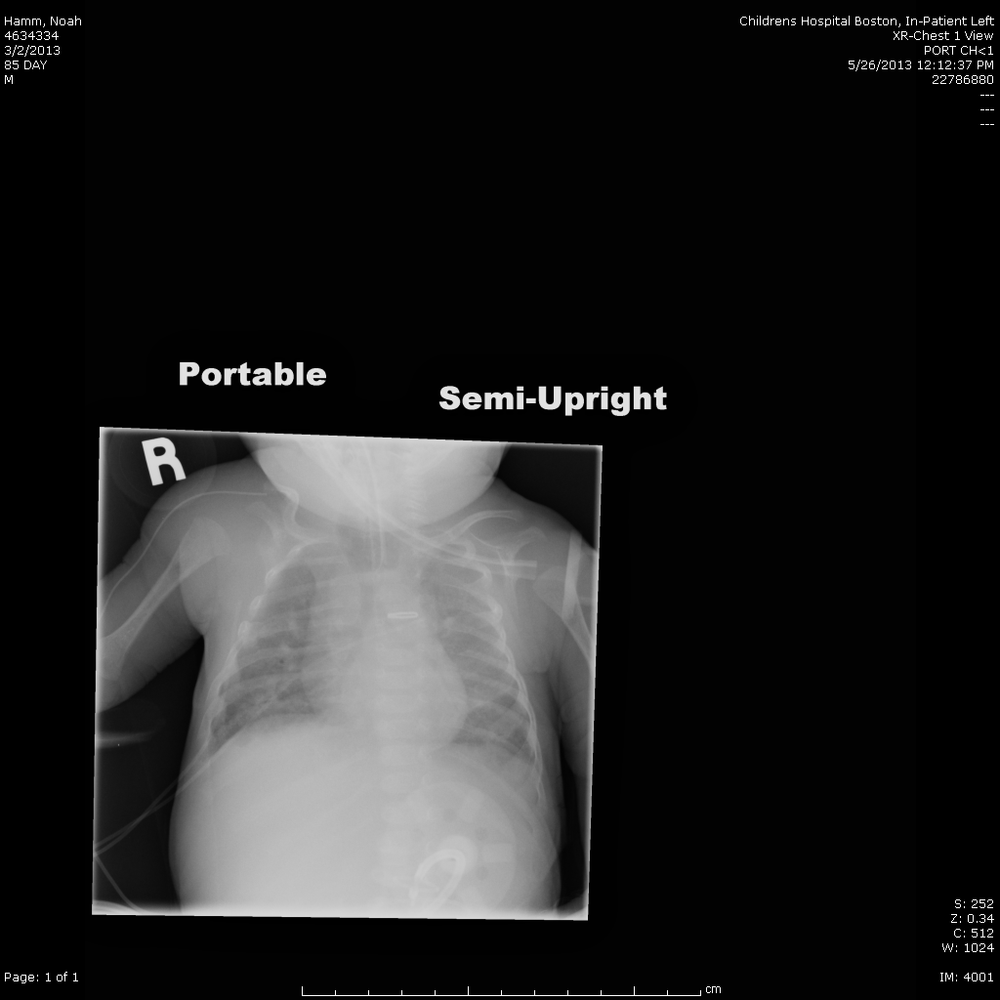 Hamm, Noah
4634334
3/2/2013
85 DAY
M
Childrens Hospital Boston, In-Patient Left
XR-Chest 1 View
PORT CH<1
5/26/2013 12:12:37 PM
22786880
---
---
---
Portable
Semi-Upright
R
S: 252
Z: 0.34
C: 512
W: 1024
Page: 1 of 1
IM: 4001
cm